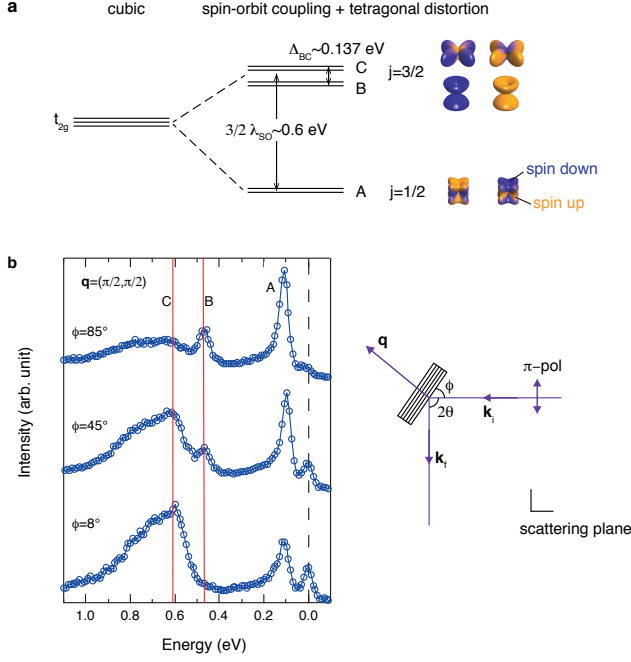 a
cubic
spin-orbit coupling + tetragonal distortion
Δ_BC~0.137 eV
C
B
j=3/2
t_2g
3/2 λ_SO~0.6 eV
A
j=1/2
spin down
spin up
b
q=(π/2,π/2)
C
B
A
ϕ=85°
ϕ=45°
ϕ=8°
Intensity (arb. unit)
1.0 0.8 0.6 0.4 0.2 0.0
Energy (eV)
q
ϕ
2θ
π-pol
k_i
k_f
scattering plane